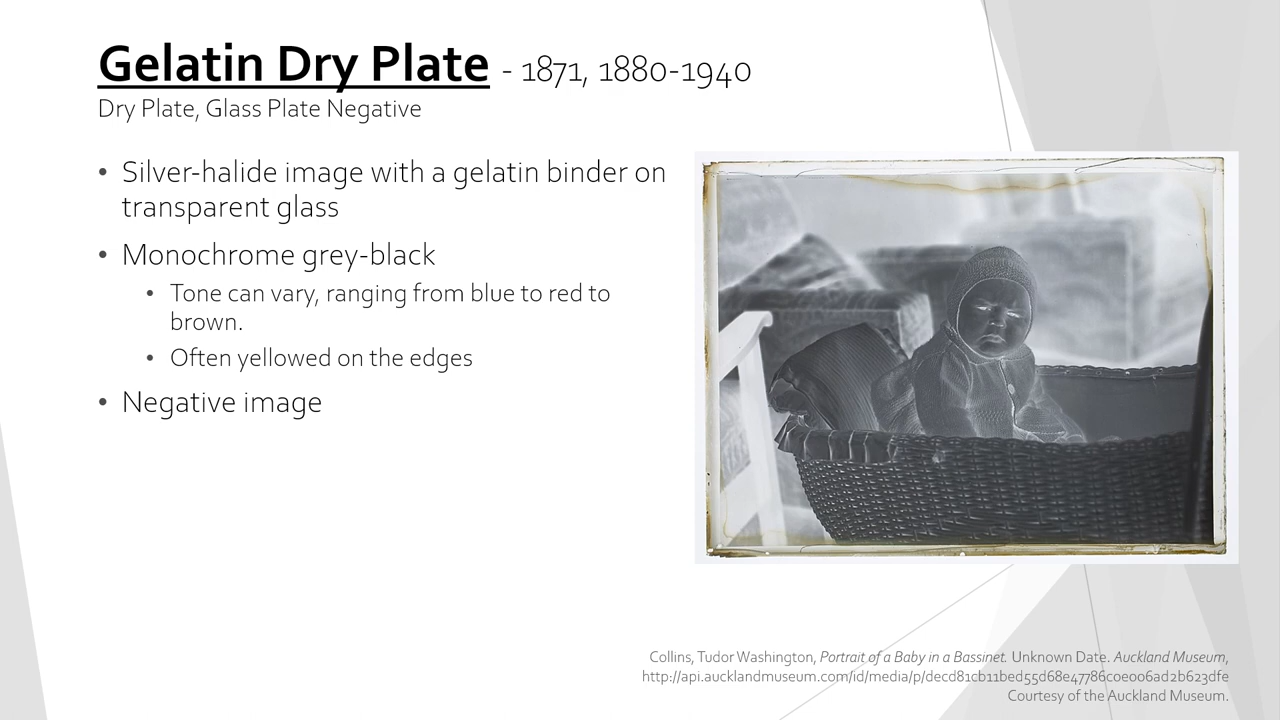 Gelatin Dry Plate - 1871, 1880-1940
Dry Plate, Glass Plate Negative
• Silver-halide image with a gelatin binder on
transparent glass
• Monochrome grey-black
• Tone can vary, ranging from blue to red to
brown.
• Often yellowed on the edges
• Negative image
Collins, Tudor Washington, Portrait of a Baby in a Bassinet. Unknown Date. Auckland Museum,
http://api.aucklandmuseum.com/id/media/p/decd81cb11bed55d68e47786c0e006ad2b623dfe
Courtesy of the Auckland Museum.